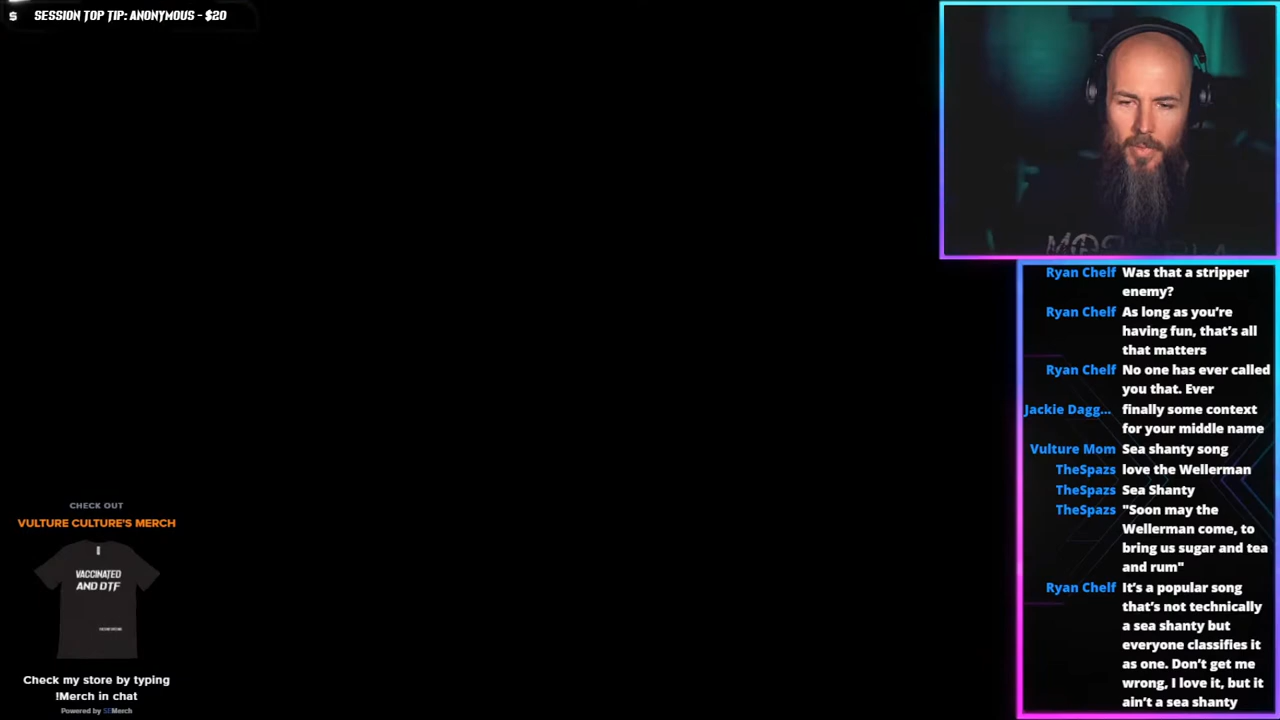 $ SESSION TOP TIP: ANONYMOUS - $20
Ryan Chelf Was that a stripper
enemy?
Ryan Chelf As long as you’re
having fun, that’s all
that matters
Ryan Chelf No one has ever called
you that. Ever
Jackie Dagg... finally some context
for your middle name
Vulture Mom Sea shanty song
TheSpazs love the Wellerman
TheSpazs Sea Shanty
TheSpazs "Soon may the
Wellerman come, to
bring us sugar and tea
and rum"
Ryan Chelf It’s a popular song
that’s not technically
a sea shanty but
everyone classifies it
as one. Don’t get me
wrong, I love it, but it
ain’t a sea shanty
CHECK OUT
VULTURE CULTURE'S MERCH
VACCINATED
AND DTF
Check my store by typing
!Merch in chat
Powered by SEMerch